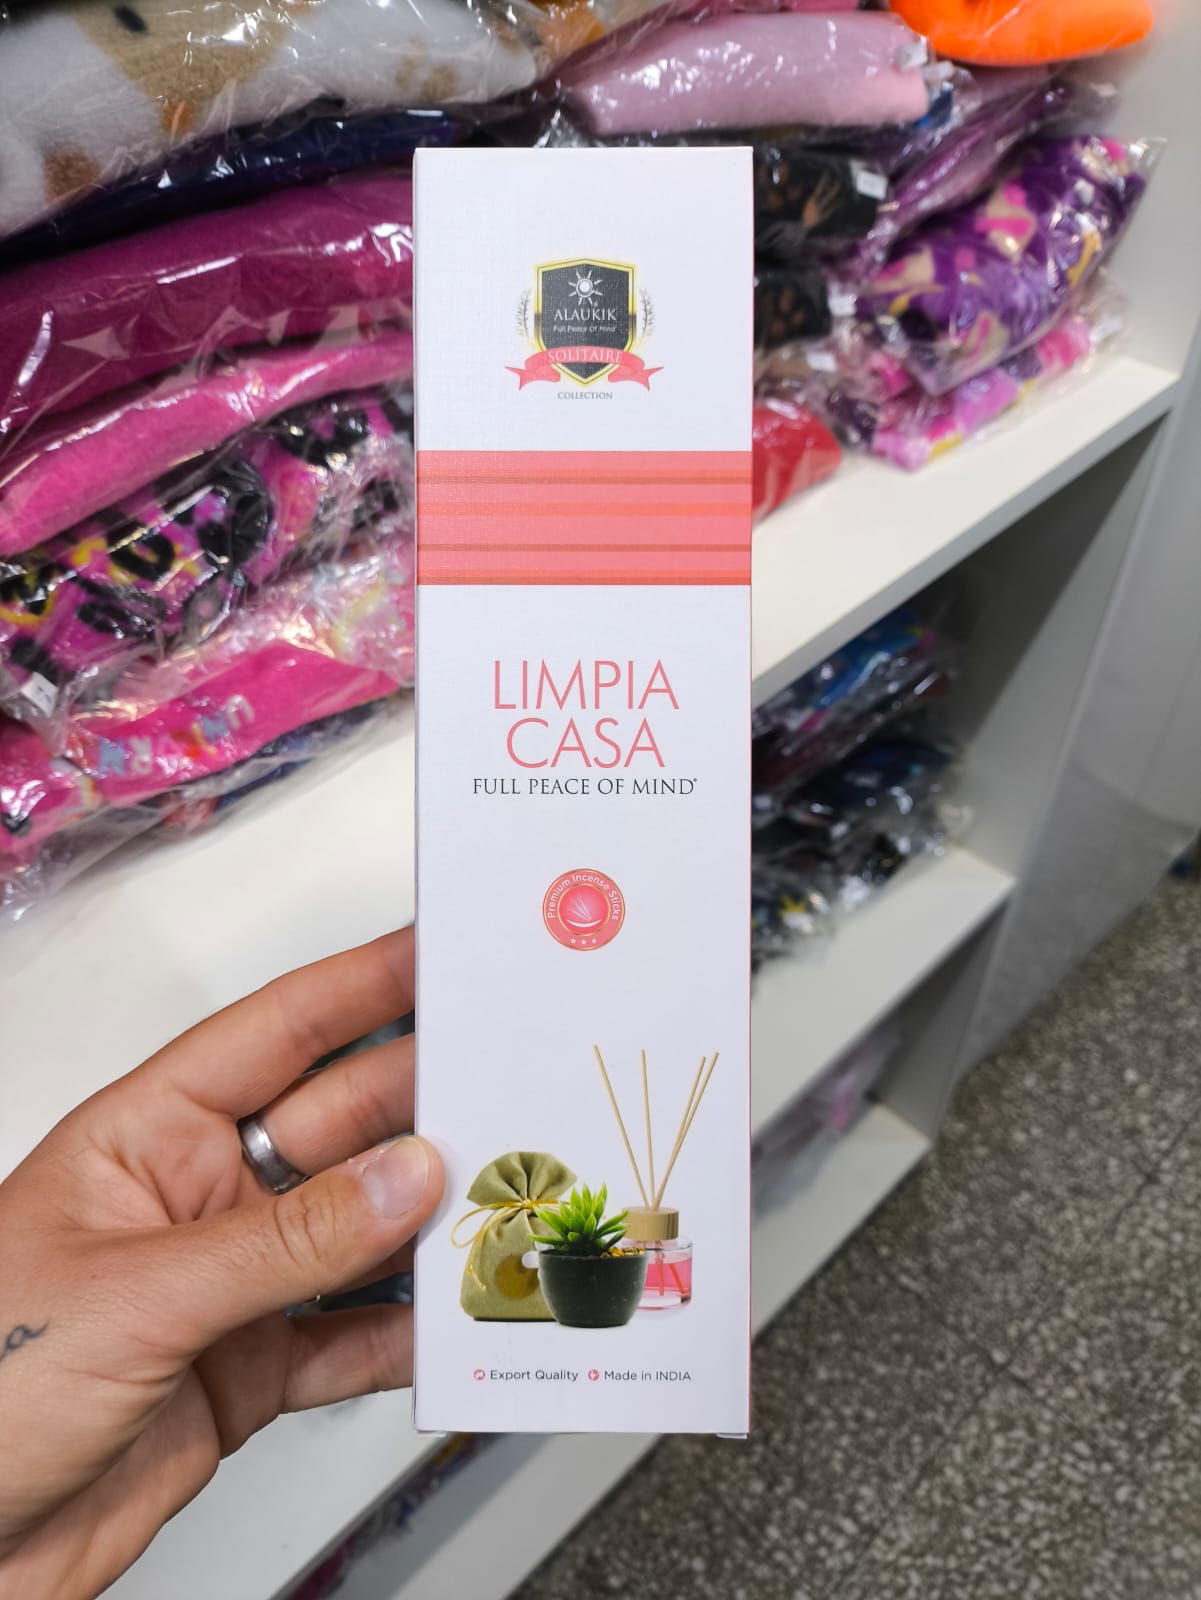 ALAUKIK
Full Peace Of Mind
SOLITAIRE
COLLECTION
LIMPIA
CASA
FULL PEACE OF MIND®
Premium Incense Sticks
Export Quality Made in INDIA